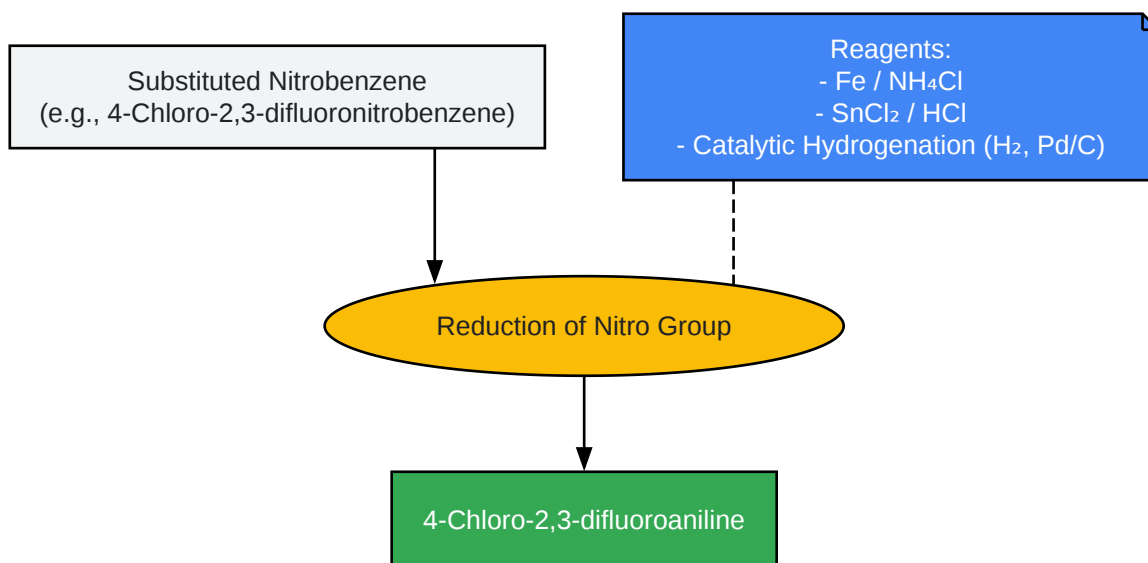 Substituted Nitrobenzene
(e.g., 4-Chloro-2,3-difluoronitrobenzene)
Reagents:
- Fe / NH₄Cl
- SnCl₂ / HCl
- Catalytic Hydrogenation (H₂, Pd/C)
Reduction of Nitro Group
4-Chloro-2,3-difluoroaniline